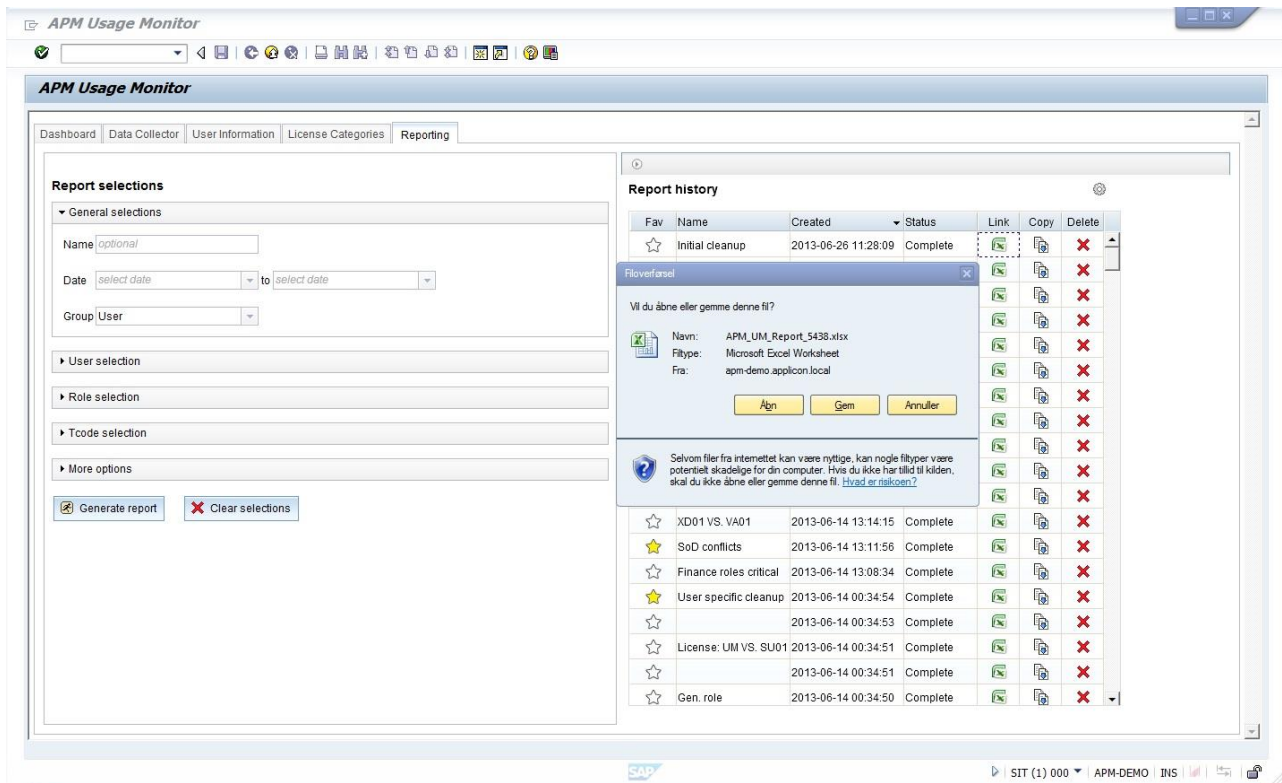 APM Usage Monitor
APM Usage Monitor
Dashboard Data Collector User Information License Categories Reporting
Report selections
General selections
Name optional
Date select date to select date
Group User
User selection
Role selection
Tcode selection
More options
Generate report Clear selections
Report history
Fav Name Created Status Link Copy Delete
Initial cleanup 2013-06-26 11:28:09 Complete
Filoverførsel
Vil du åbne eller gemme denne fil?
Navn: APM_UM_Report_5438.xlsx
Filtype: Microsoft Excel Worksheet
Fra: apm-demo.applicon.local
Åbn Gem Annuller
Selvom filer fra internettet kan være nyttige, kan nogle filtyper være
potentielt skadelige for din computer. Hvis du ikke har tillid til kilden,
skal du ikke åbne eller gemme denne fil. Hvad er risikoen?
XD01 VS. VA01 2013-06-14 13:14:15 Complete
SoD conflicts 2013-06-14 13:11:56 Complete
Finance roles critical 2013-06-14 13:08:34 Complete
User specific cleanup 2013-06-14 00:34:54 Complete
2013-06-14 00:34:53 Complete
License: UM VS. SU01 2013-06-14 00:34:51 Complete
2013-06-14 00:34:51 Complete
Gen. role 2013-06-14 00:34:50 Complete
SAP
SIT (1) 000 APM-DEMO INS